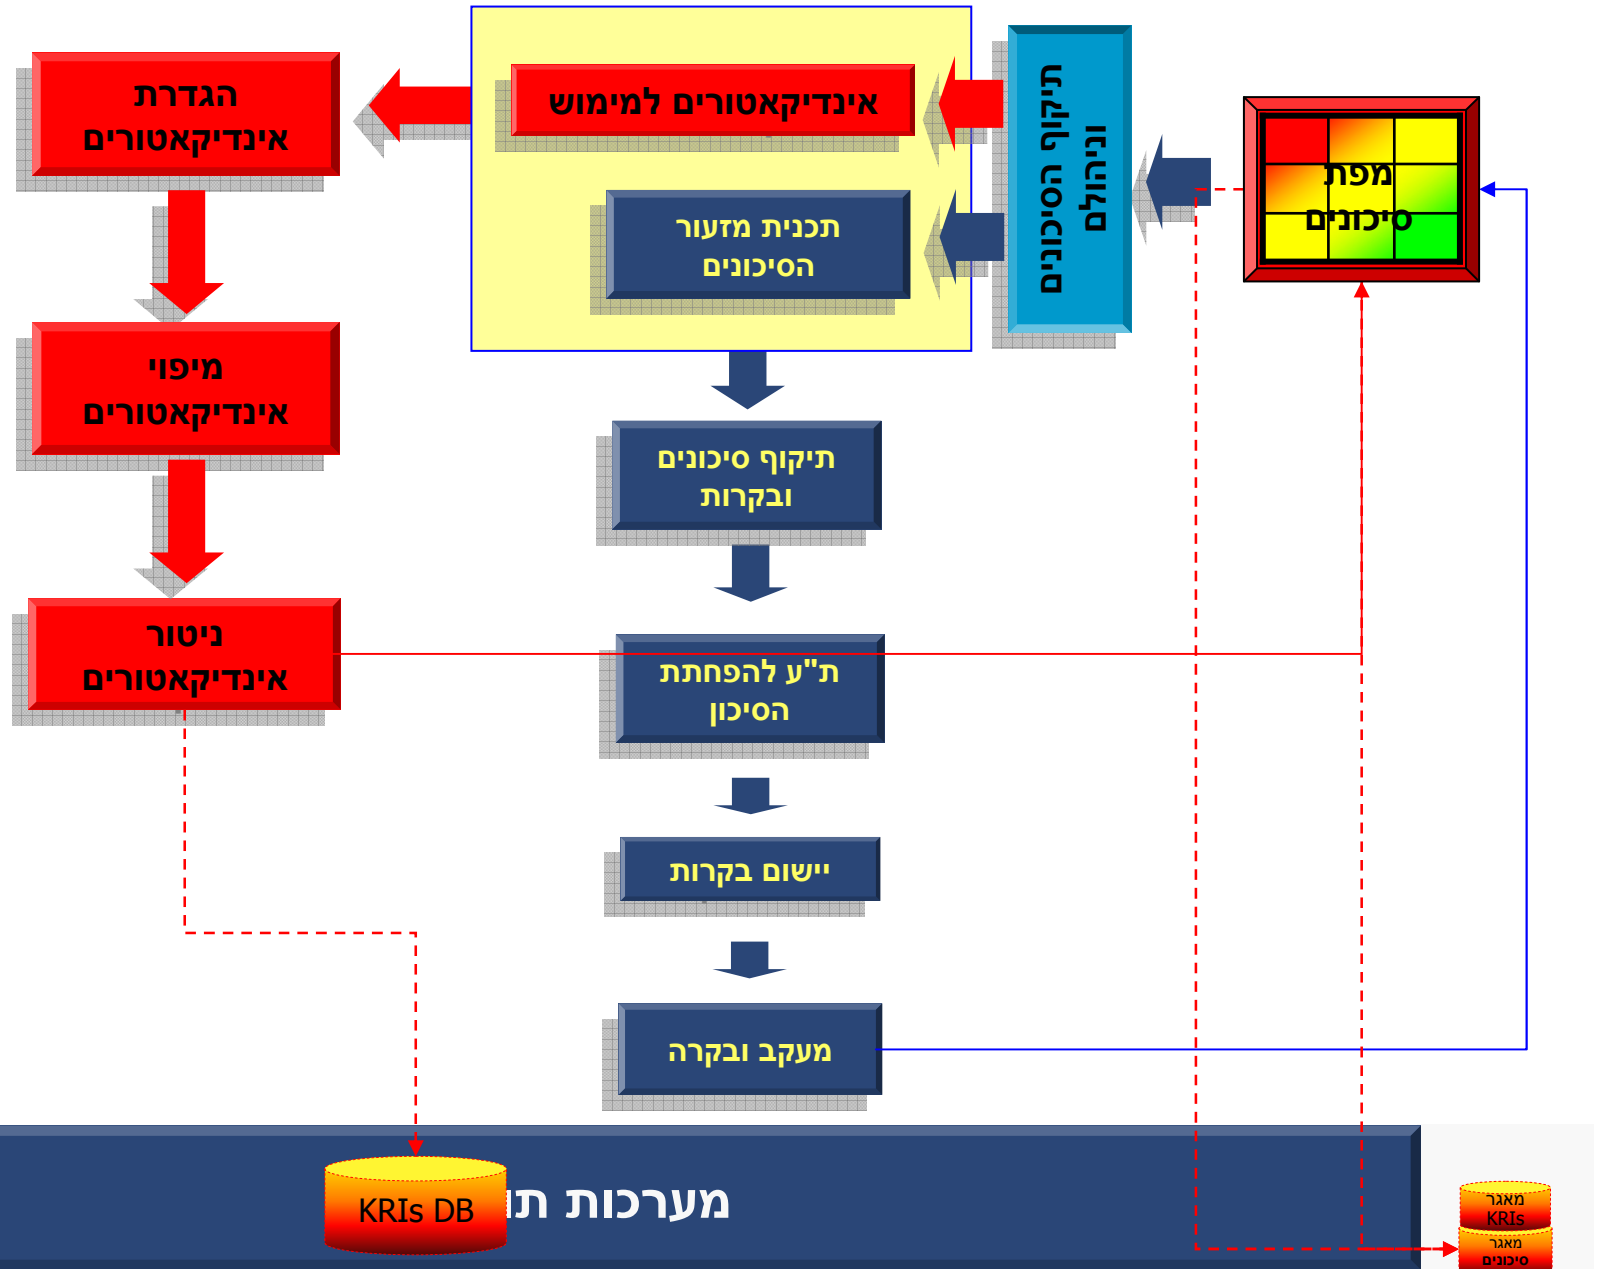 מפת
סיכונים
תיקוף הסיכונים
וניהולם
אינדיקאטורים למימוש
תכנית מזעור
הסיכונים
הגדרת
אינדיקאטורים
מיפוי
אינדיקאטורים
ניטור
אינדיקאטורים
תיקוף סיכונים
ובקרות
ת"ע להפחתת
הסיכון
יישום בקרות
מעקב ובקרה
מערכות
KRIs DB
מאגר
KRIs
מאגר
סיכונים